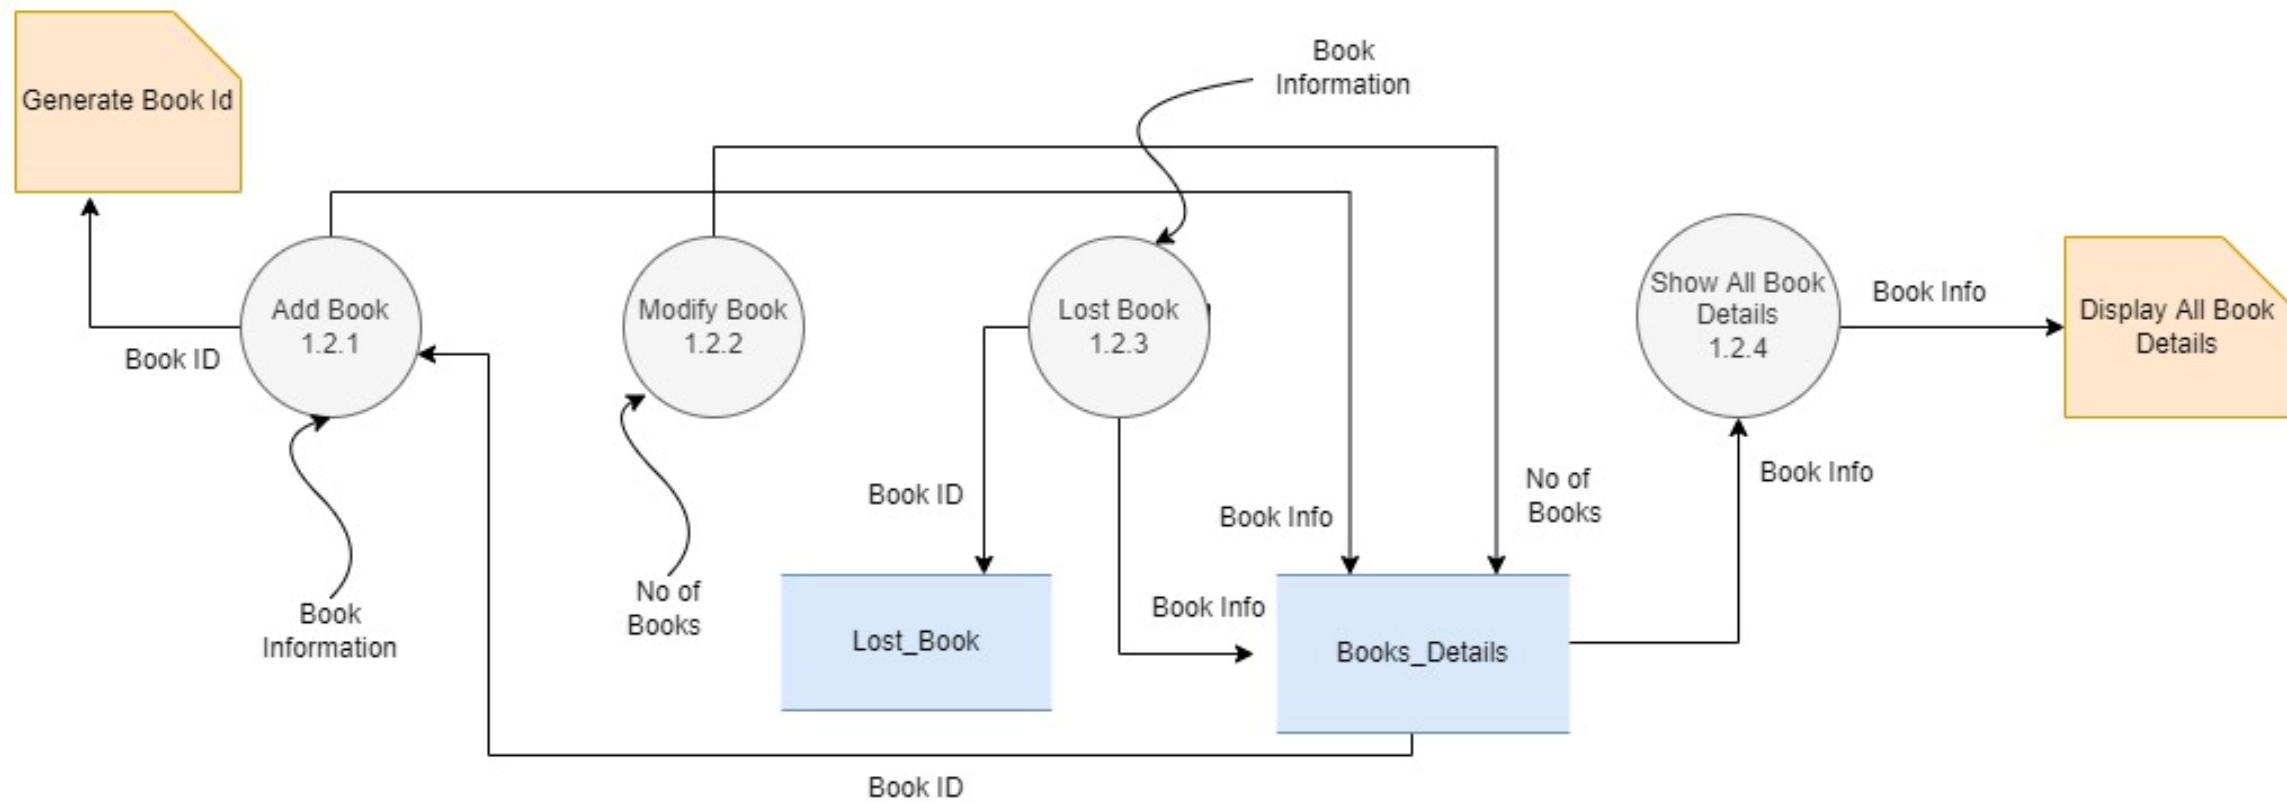 Book
Information
Generate Book Id
Show All Book
Details
1.2.4
Book Info
Display All Book
Details
Add Book
1.2.1
Modify Book
1.2.2
Lost Book
1.2.3
Book ID
Book ID
Book Info
No of
Books
Book Info
Book
Information
No of
Books
Lost_Book
Book Info
Books_Details
Book ID